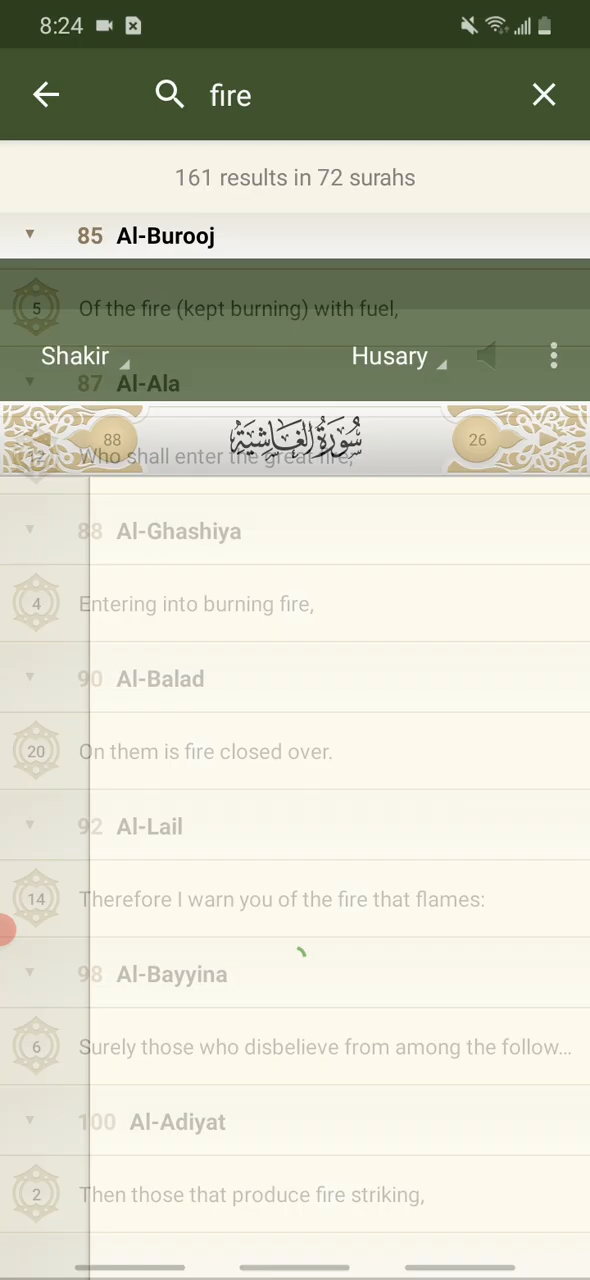 8:24
fire
161 results in 72 surahs
85 Al-Burooj
5 Of the fire (kept burning) with fuel,
Shakir Husary
87 Al-Ala
88 سُورَةُ الغَاشِيَةِ 26
12 Who shall enter the great fire,
88 Al-Ghashiya
4 Entering into burning fire,
90 Al-Balad
20 On them is fire closed over.
92 Al-Lail
14 Therefore I warn you of the fire that flames:
98 Al-Bayyina
6 Surely those who disbelieve from among the follow...
100 Al-Adiyat
2 Then those that produce fire striking,